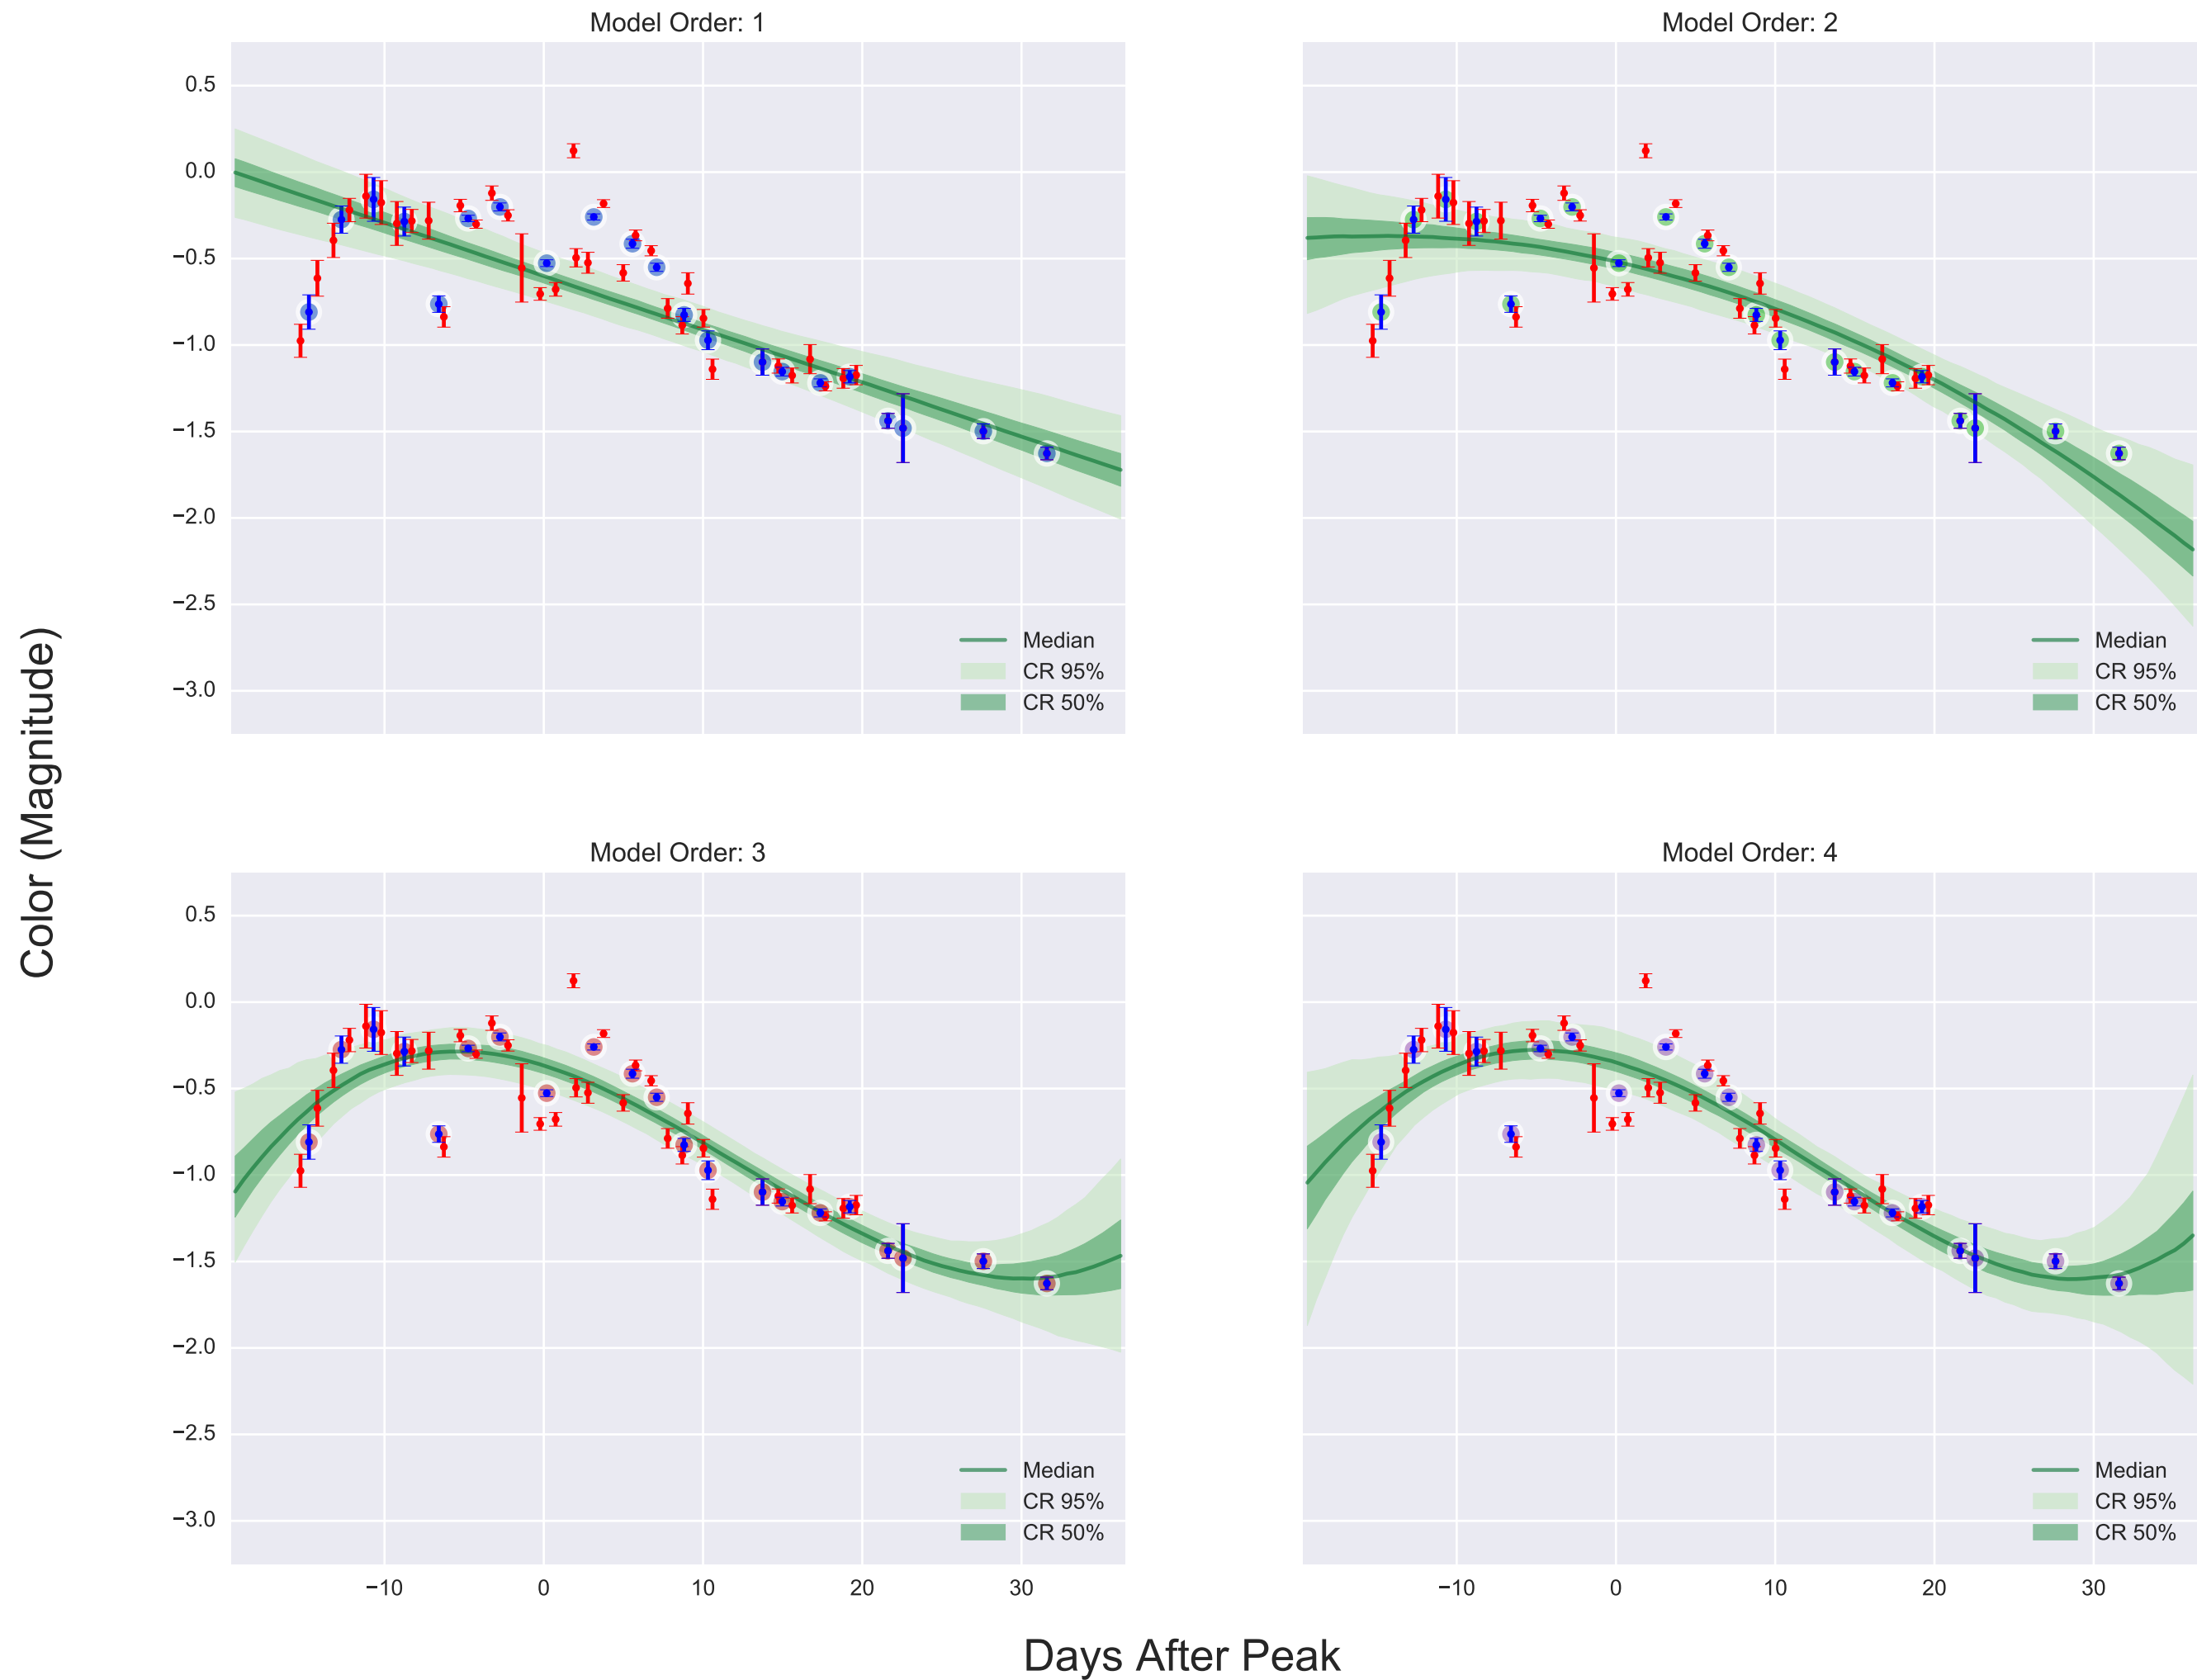 Model Order: 1
0.5
0.0
−0.5
−1.0
−1.5
−2.0
−2.5
−3.0
Median
CR 95%
CR 50%
Model Order: 2
Median
CR 95%
CR 50%
Color (Magnitude)
Model Order: 3
0.5
0.0
−0.5
−1.0
−1.5
−2.0
−2.5
−3.0
Median
CR 95%
CR 50%
−10 0 10 20 30
Model Order: 4
Median
CR 95%
CR 50%
−10 0 10 20 30
Days After Peak